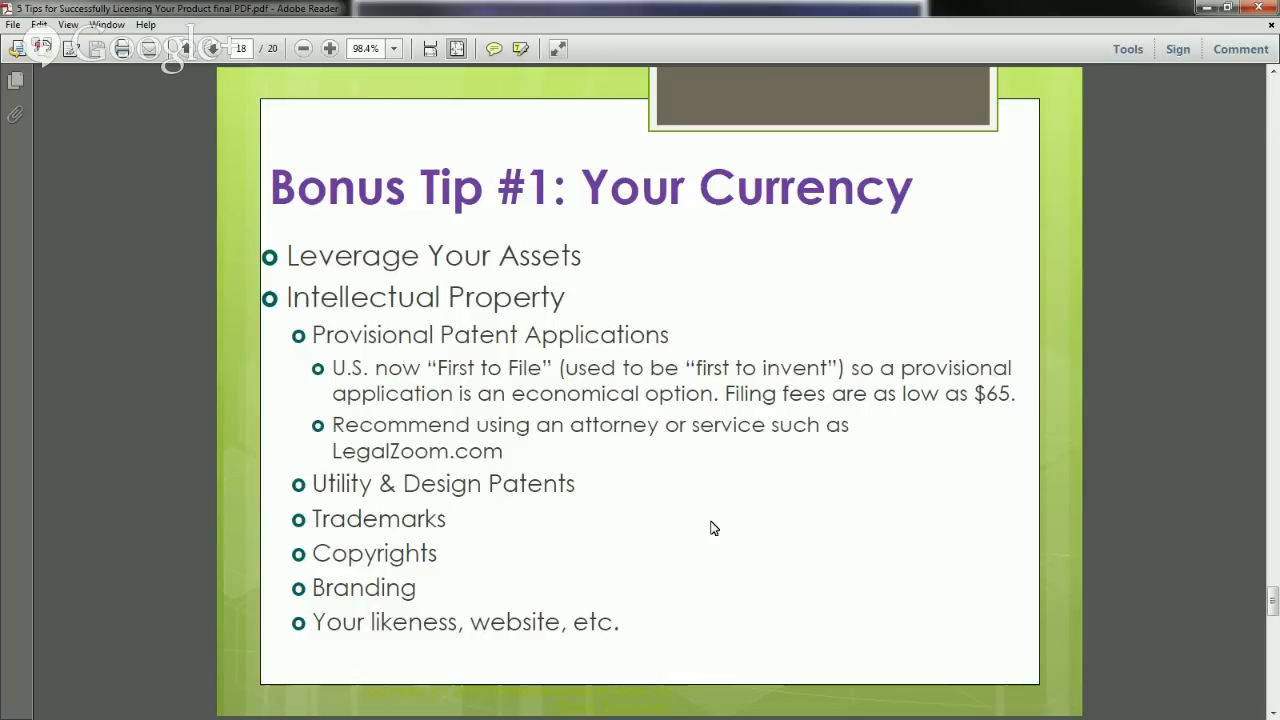 5 Tips for Successfully Licensing Your Product final PDF.pdf - Adobe Reader
File Edit View Window Help
Google+
18 / 20 98.4% Tools Sign Comment
Bonus Tip #1: Your Currency
Leverage Your Assets
Intellectual Property
Provisional Patent Applications
U.S. now “First to File” (used to be “first to invent”) so a provisional
application is an economical option. Filing fees are as low as $65.
Recommend using an attorney or service such as
LegalZoom.com
Utility & Design Patents
Trademarks
Copyrights
Branding
Your likeness, website, etc.